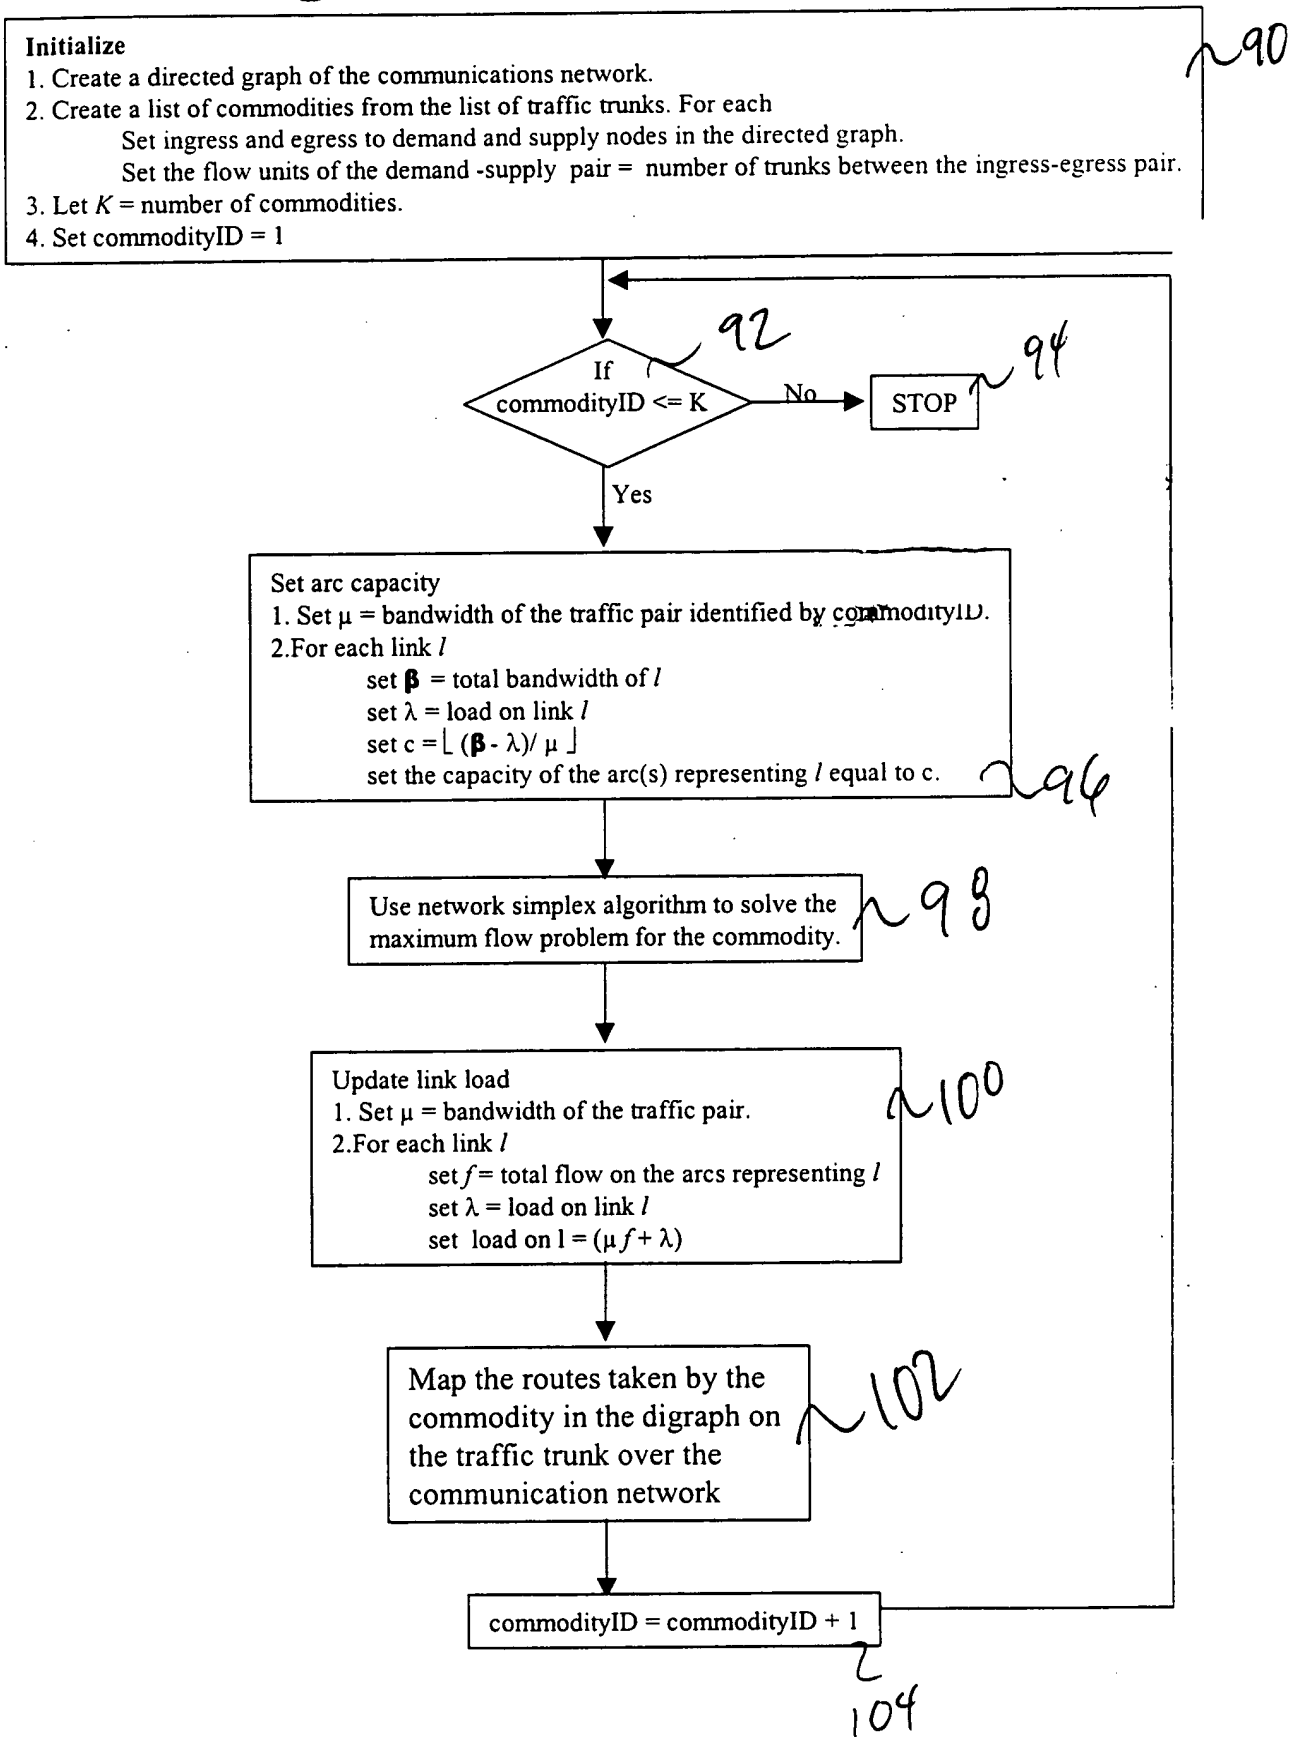 Initialize
90
1. Create a directed graph of the communications network.
2. Create a list of commodities from the list of traffic trunks. For each
Set ingress and egress to demand and supply nodes in the directed graph.
Set the flow units of the demand -supply pair = number of trunks between the ingress-egress pair.
3. Let K = number of commodities.
4. Set commodityID = 1
92
If
commodityID <= K
No
STOP
94
Yes
Set arc capacity
1. Set μ = bandwidth of the traffic pair identified by commodityID.
2.For each link l
set β = total bandwidth of l
set λ = load on link l
set c = ⌊ (β - λ)/ μ ⌋
set the capacity of the arc(s) representing l equal to c.
96
Use network simplex algorithm to solve the
maximum flow problem for the commodity.
98
Update link load
1. Set μ = bandwidth of the traffic pair.
2.For each link l
set f = total flow on the arcs representing l
set λ = load on link l
set load on l = (μ f + λ)
100
Map the routes taken by the
commodity in the digraph on
the traffic trunk over the
communication network
102
commodityID = commodityID + 1
104